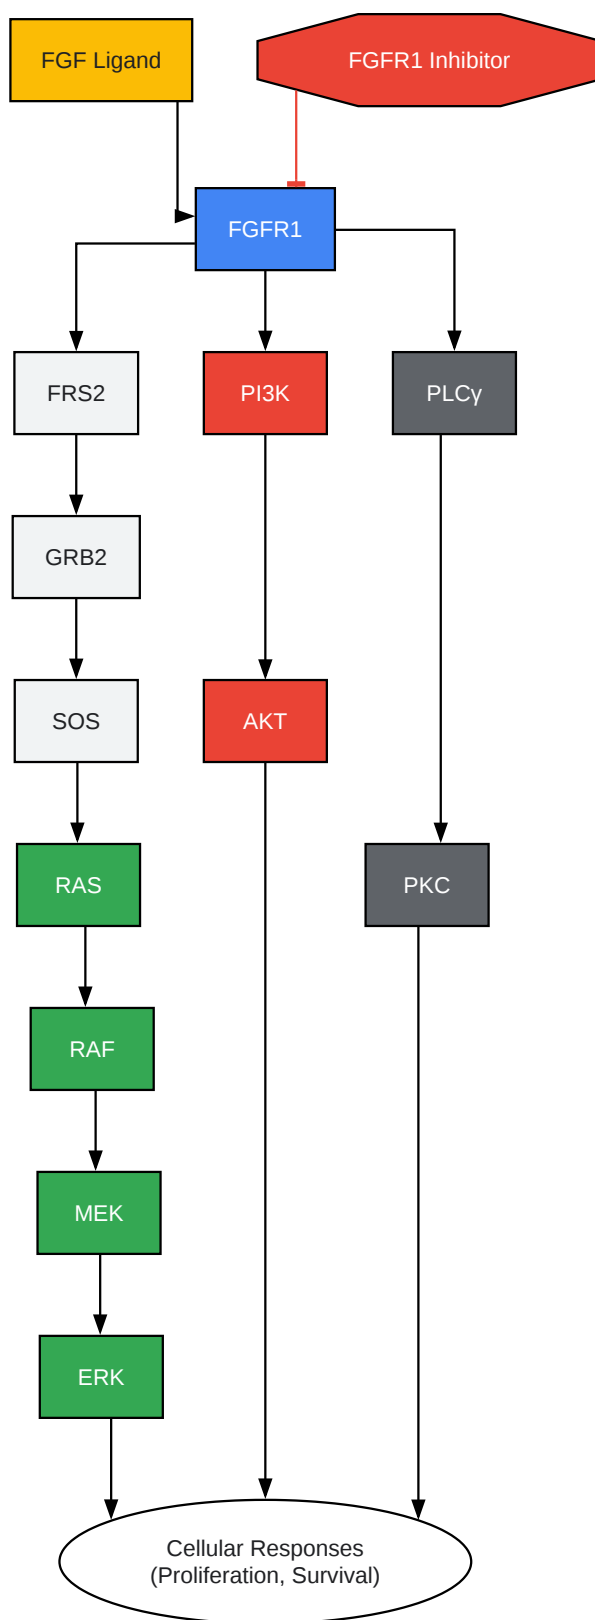 FGF Ligand
FGFR1 Inhibitor
FGFR1
FRS2
PI3K
PLCγ
GRB2
SOS
AKT
RAS
PKC
RAF
MEK
ERK
Cellular Responses
(Proliferation, Survival)